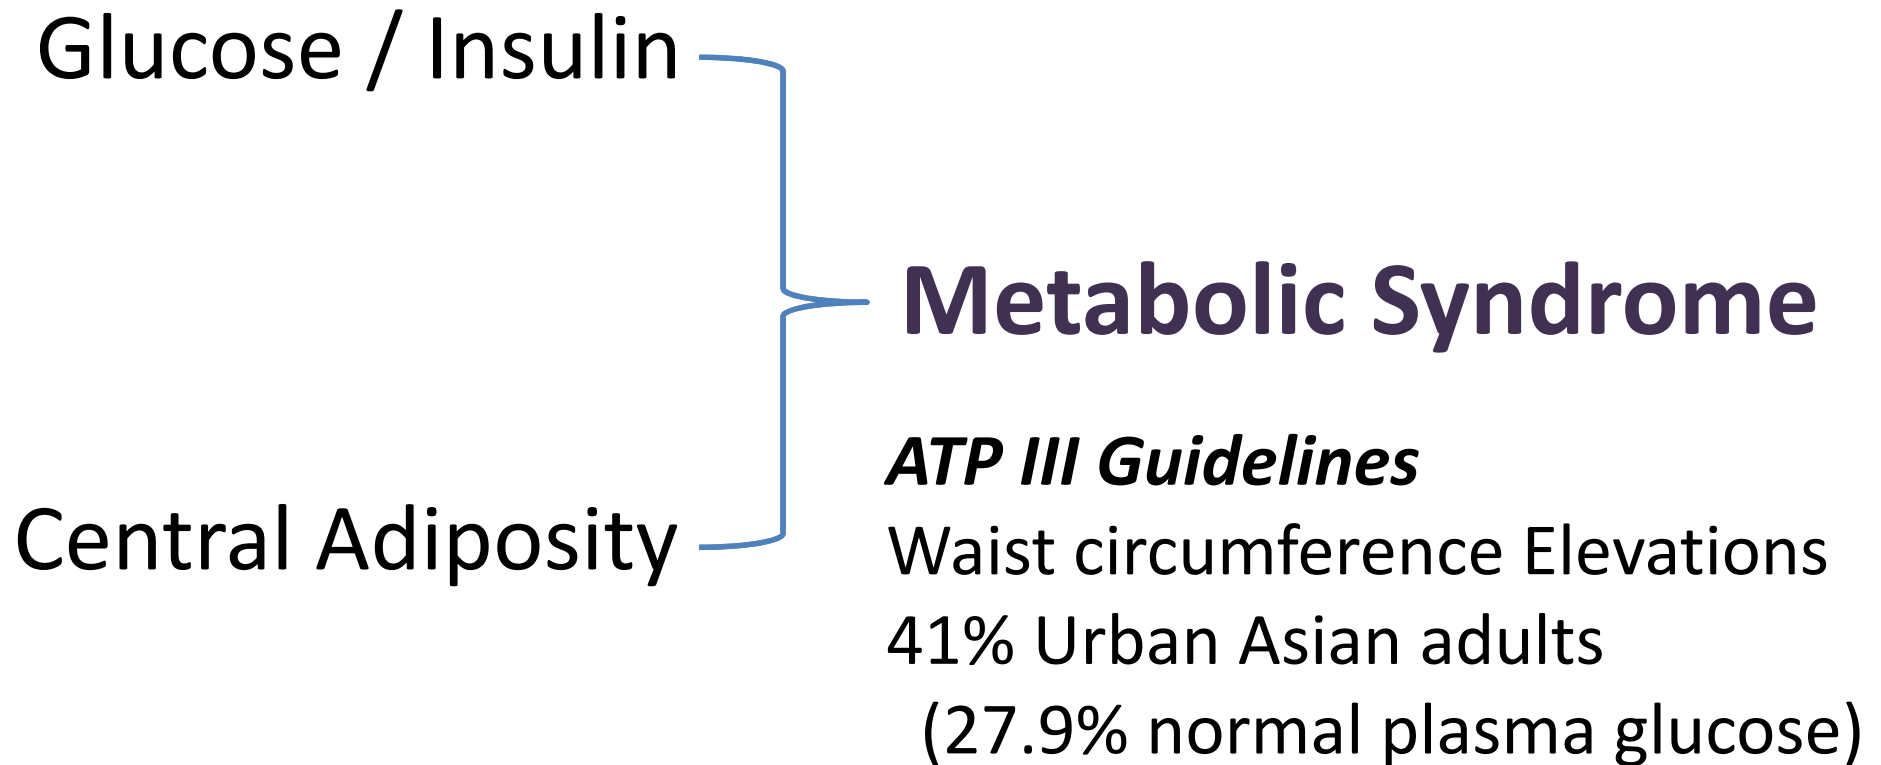 Glucose / Insulin
Central Adiposity
Metabolic Syndrome
ATP III Guidelines
Waist circumference Elevations
41% Urban Asian adults
(27.9% normal plasma glucose)